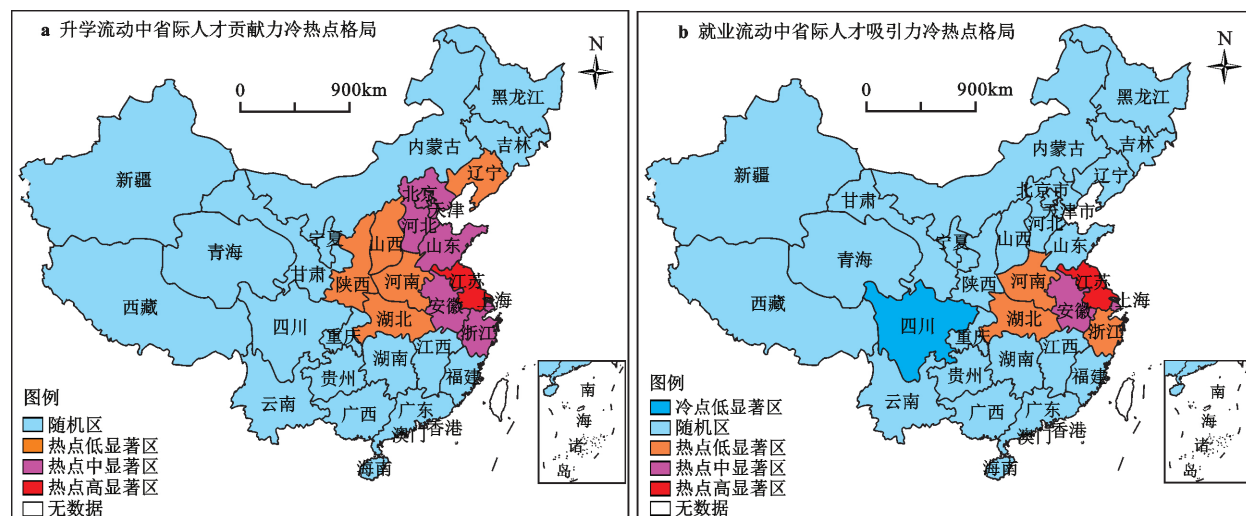 a 升学流动中省际人才贡献力冷热点格局
N
0 900km
黑龙江
吉林
内蒙古
辽宁
新疆
北京
天津
河北
宁夏
山西
山东
青海
甘肃
陕西
河南
江苏
西藏
安徽
上海
四川
湖北
浙江
重庆
湖南
江西
贵州
福建
云南
广西
广东
香港
澳门
海南
图例
随机区
热点低显著区
热点中显著区
热点高显著区
无数据
南
海
诸
岛
b 就业流动中省际人才吸引力冷热点格局
N
0 900km
黑龙江
吉林
内蒙古
辽宁
新疆
北京市
甘肃
天津市
河北
宁夏
山西
山东
青海
陕西
河南
江苏
西藏
安徽
上海
四川
湖北
浙江
重庆
湖南
江西
贵州
福建
云南
广西
广东
香港
澳门
海南
图例
冷点低显著区
随机区
热点低显著区
热点中显著区
热点高显著区
无数据
南
海
诸
岛